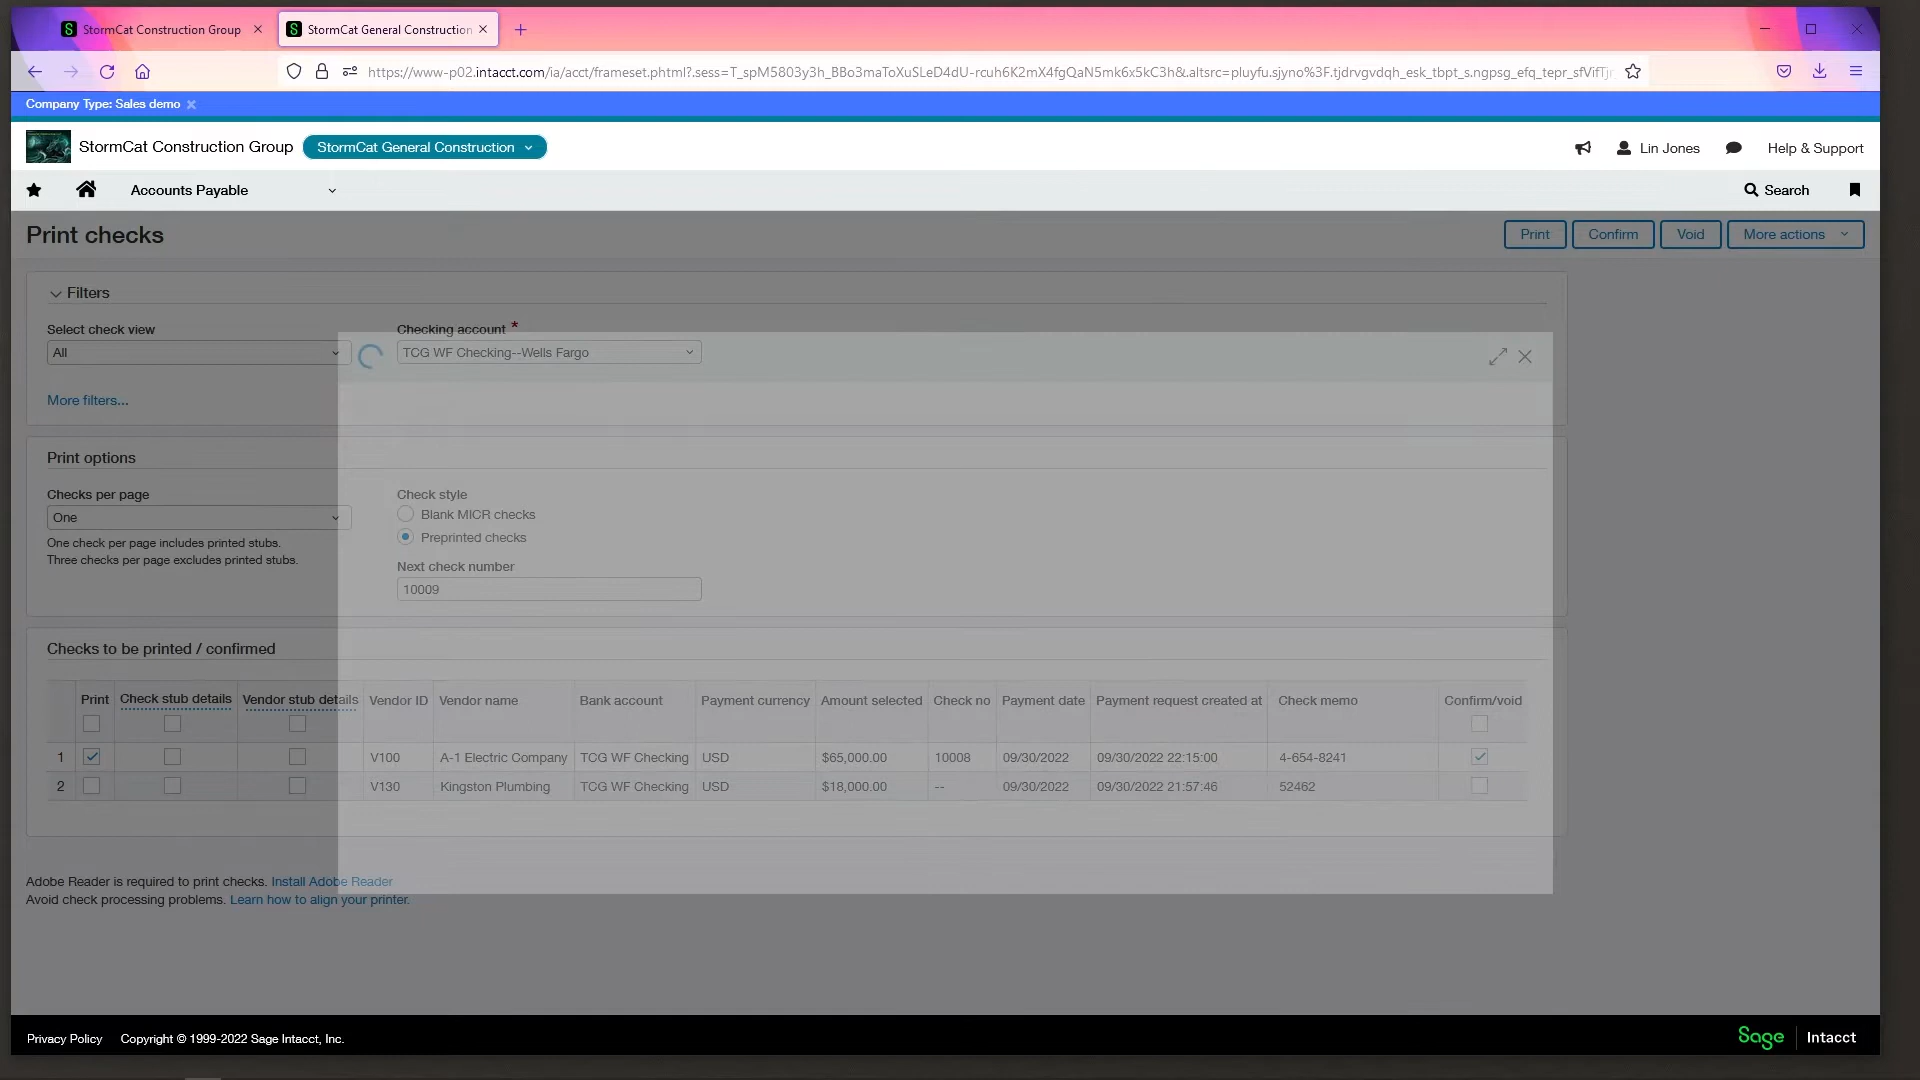 StormCat Construction Group
StormCat General Construction
https://www-p02.intacct.com/ia/acct/frameset.phtml?.sess=T_spM5803y3h_BBo3maToXuSLeD4dU-rcuh6K2mX4fgQaN5mk6x5kC3h&.altsrc=pluyfu.sjyno%3F.tjdrvgvdqh_esk_tbpt_s.ngpsg_efq_tepr_sfVifTjr
Company Type: Sales demo
StormCat Construction Group StormCat General Construction
Lin Jones Help & Support
Accounts Payable
Search
Print checks
Print Confirm Void More actions
Filters
Select check view Checking account *
All TCG WF Checking--Wells Fargo
More filters...
Print options
Checks per page Check style
One Blank MICR checks
One check per page includes printed stubs. Preprinted checks
Three checks per page excludes printed stubs.
Next check number
10009
Checks to be printed / confirmed
Print Check stub details Vendor stub details Vendor ID Vendor name Bank account Payment currency Amount selected Check no Payment date Payment request created at Check memo Confirm/void
1 V100 A-1 Electric Company TCG WF Checking USD $65,000.00 10008 09/30/2022 09/30/2022 22:15:00 4-654-8241
2 V130 Kingston Plumbing TCG WF Checking USD $18,000.00 -- 09/30/2022 09/30/2022 21:57:46 52462
Adobe Reader is required to print checks. Install Adobe Reader
Avoid check processing problems. Learn how to align your printer.
Privacy Policy Copyright © 1999-2022 Sage Intacct, Inc.
Sage Intacct